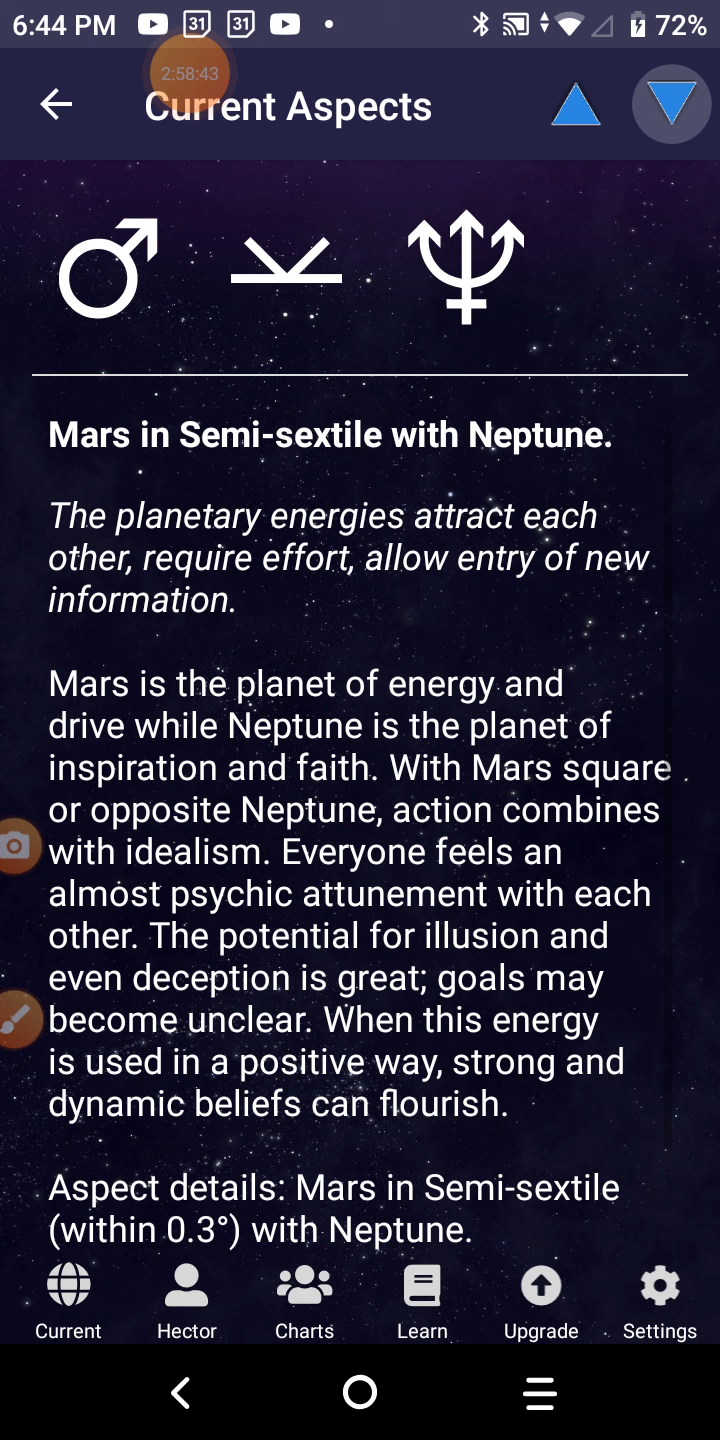 6:44 PM 31 31 72%
2:58:43
Current Aspects
Mars in Semi-sextile with Neptune.
The planetary energies attract each
other, require effort, allow entry of new
information.
Mars is the planet of energy and
drive while Neptune is the planet of
inspiration and faith. With Mars square
or opposite Neptune, action combines
with idealism. Everyone feels an
almost psychic attunement with each
other. The potential for illusion and
even deception is great; goals may
become unclear. When this energy
is used in a positive way, strong and
dynamic beliefs can flourish.
Aspect details: Mars in Semi-sextile
(within 0.3°) with Neptune.
Current Hector Charts Learn Upgrade Settings